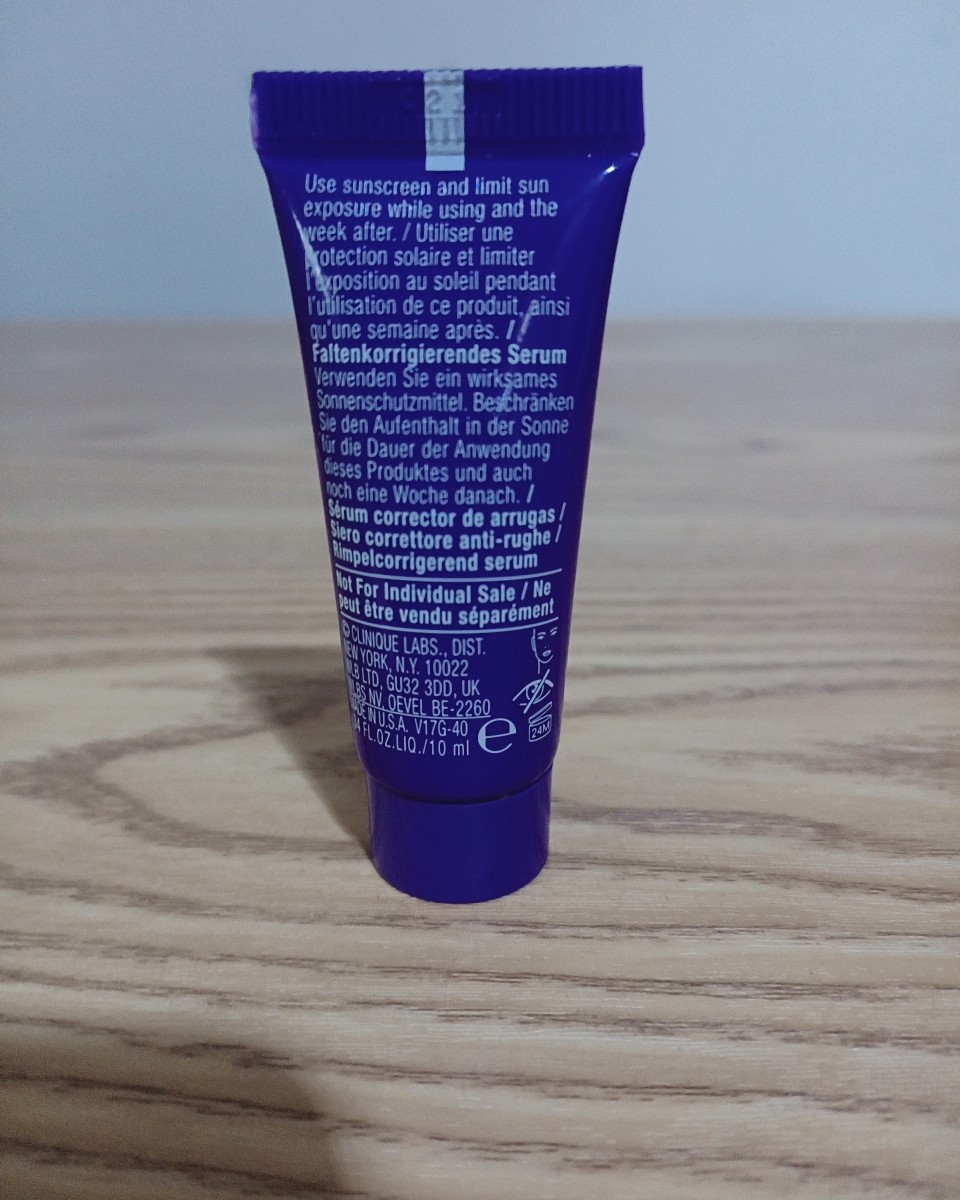 Use sunscreen and limit sun
exposure while using and the
week after. / Utiliser une
protection solaire et limiter
l'exposition au soleil pendant
l'utilisation de ce produit, ainsi
qu'une semaine après. /
Faltenkorrigierendes Serum
Verwenden Sie ein wirksames
Sonnenschutzmittel. Beschränken
Sie den Aufenthalt in der Sonne
für die Dauer der Anwendung
dieses Produktes und auch
noch eine Woche danach. /
Sérum corrector de arrugas /
Siero correttore anti-rughe /
Rimpelcorrigerend serum
Not For Individual Sale / Ne
peut être vendu séparément
© CLINIQUE LABS., DIST.
NEW YORK, N.Y. 10022
LTD, GU32 3DD, UK
NV, OEVEL BE-2260
MADE IN U.S.A. V17G-40
FL.OZ.LIQ./10 ml e
24M